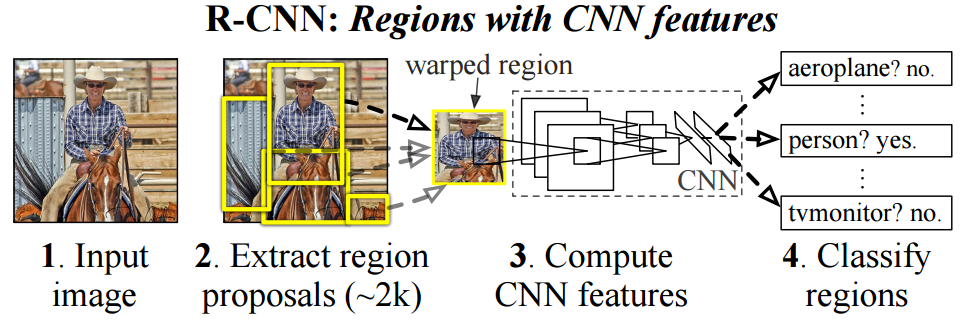 R-CNN: Regions with CNN features
warped region
aeroplane? no.
person? yes.
tvmonitor? no.
CNN
1. Input
image
2. Extract region
proposals (~2k)
3. Compute
CNN features
4. Classify
regions